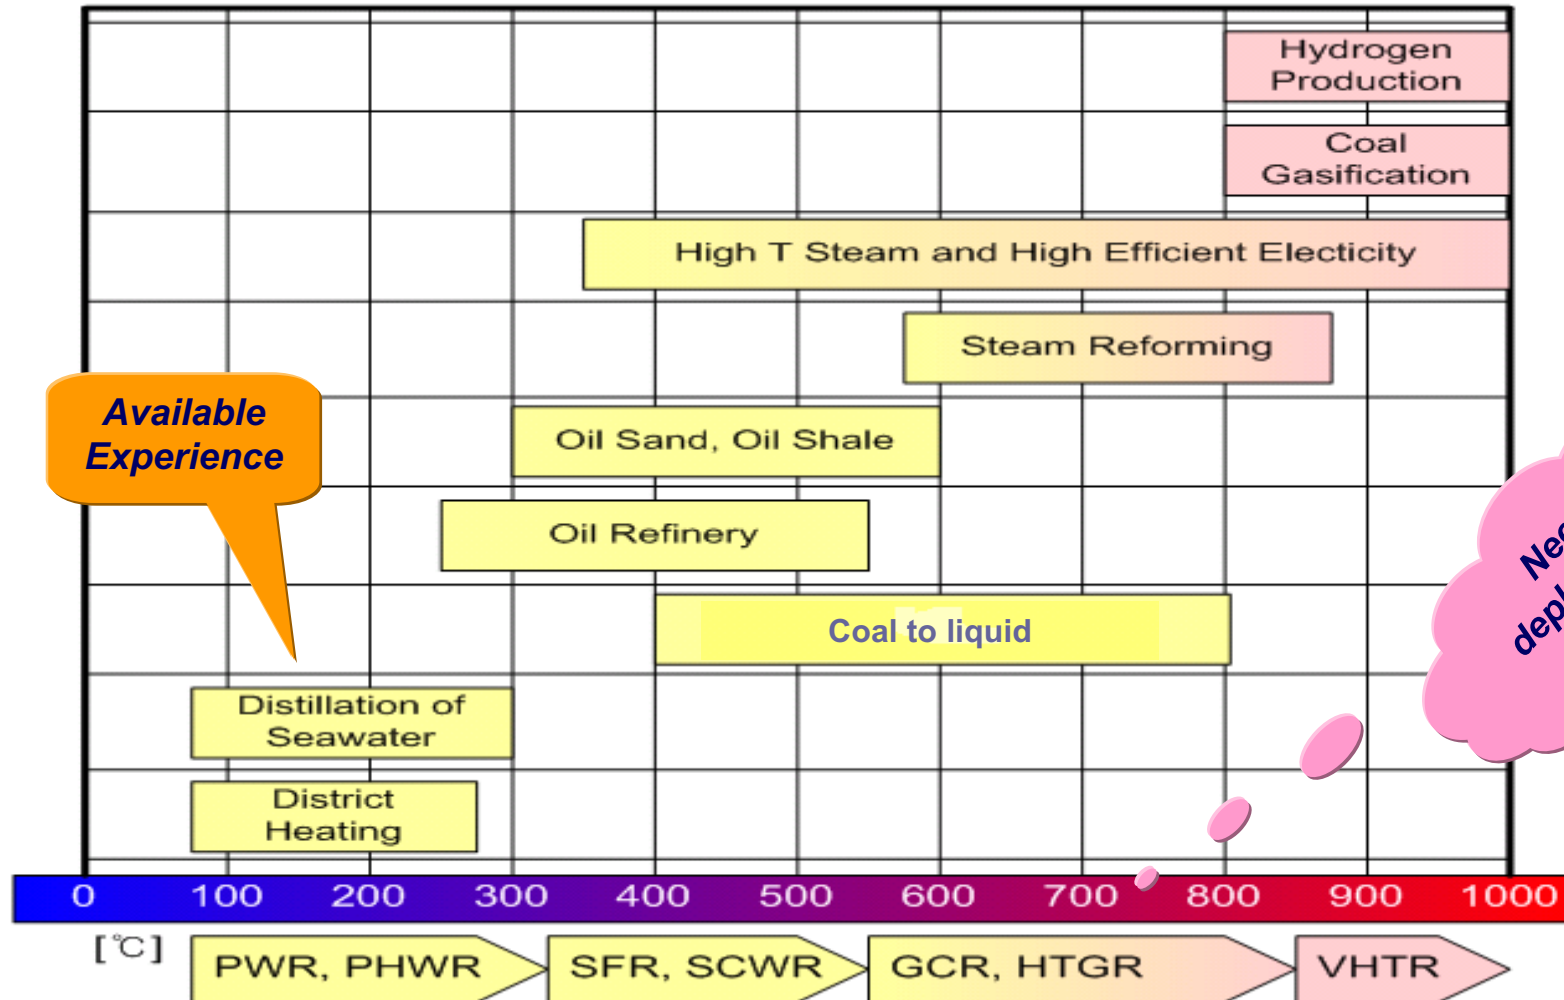 Hydrogen
Production
Coal
Gasification
High T Steam and High Efficient Electicity
Steam Reforming
Available
Experience
Oil Sand, Oil Shale
Oil Refinery
Coal to liquid
Distillation of
Seawater
District
Heating
0 100 200 300 400 500 600 700 800 900 1000
[℃]
PWR, PHWR
SFR, SCWR
GCR, HTGR
VHTR